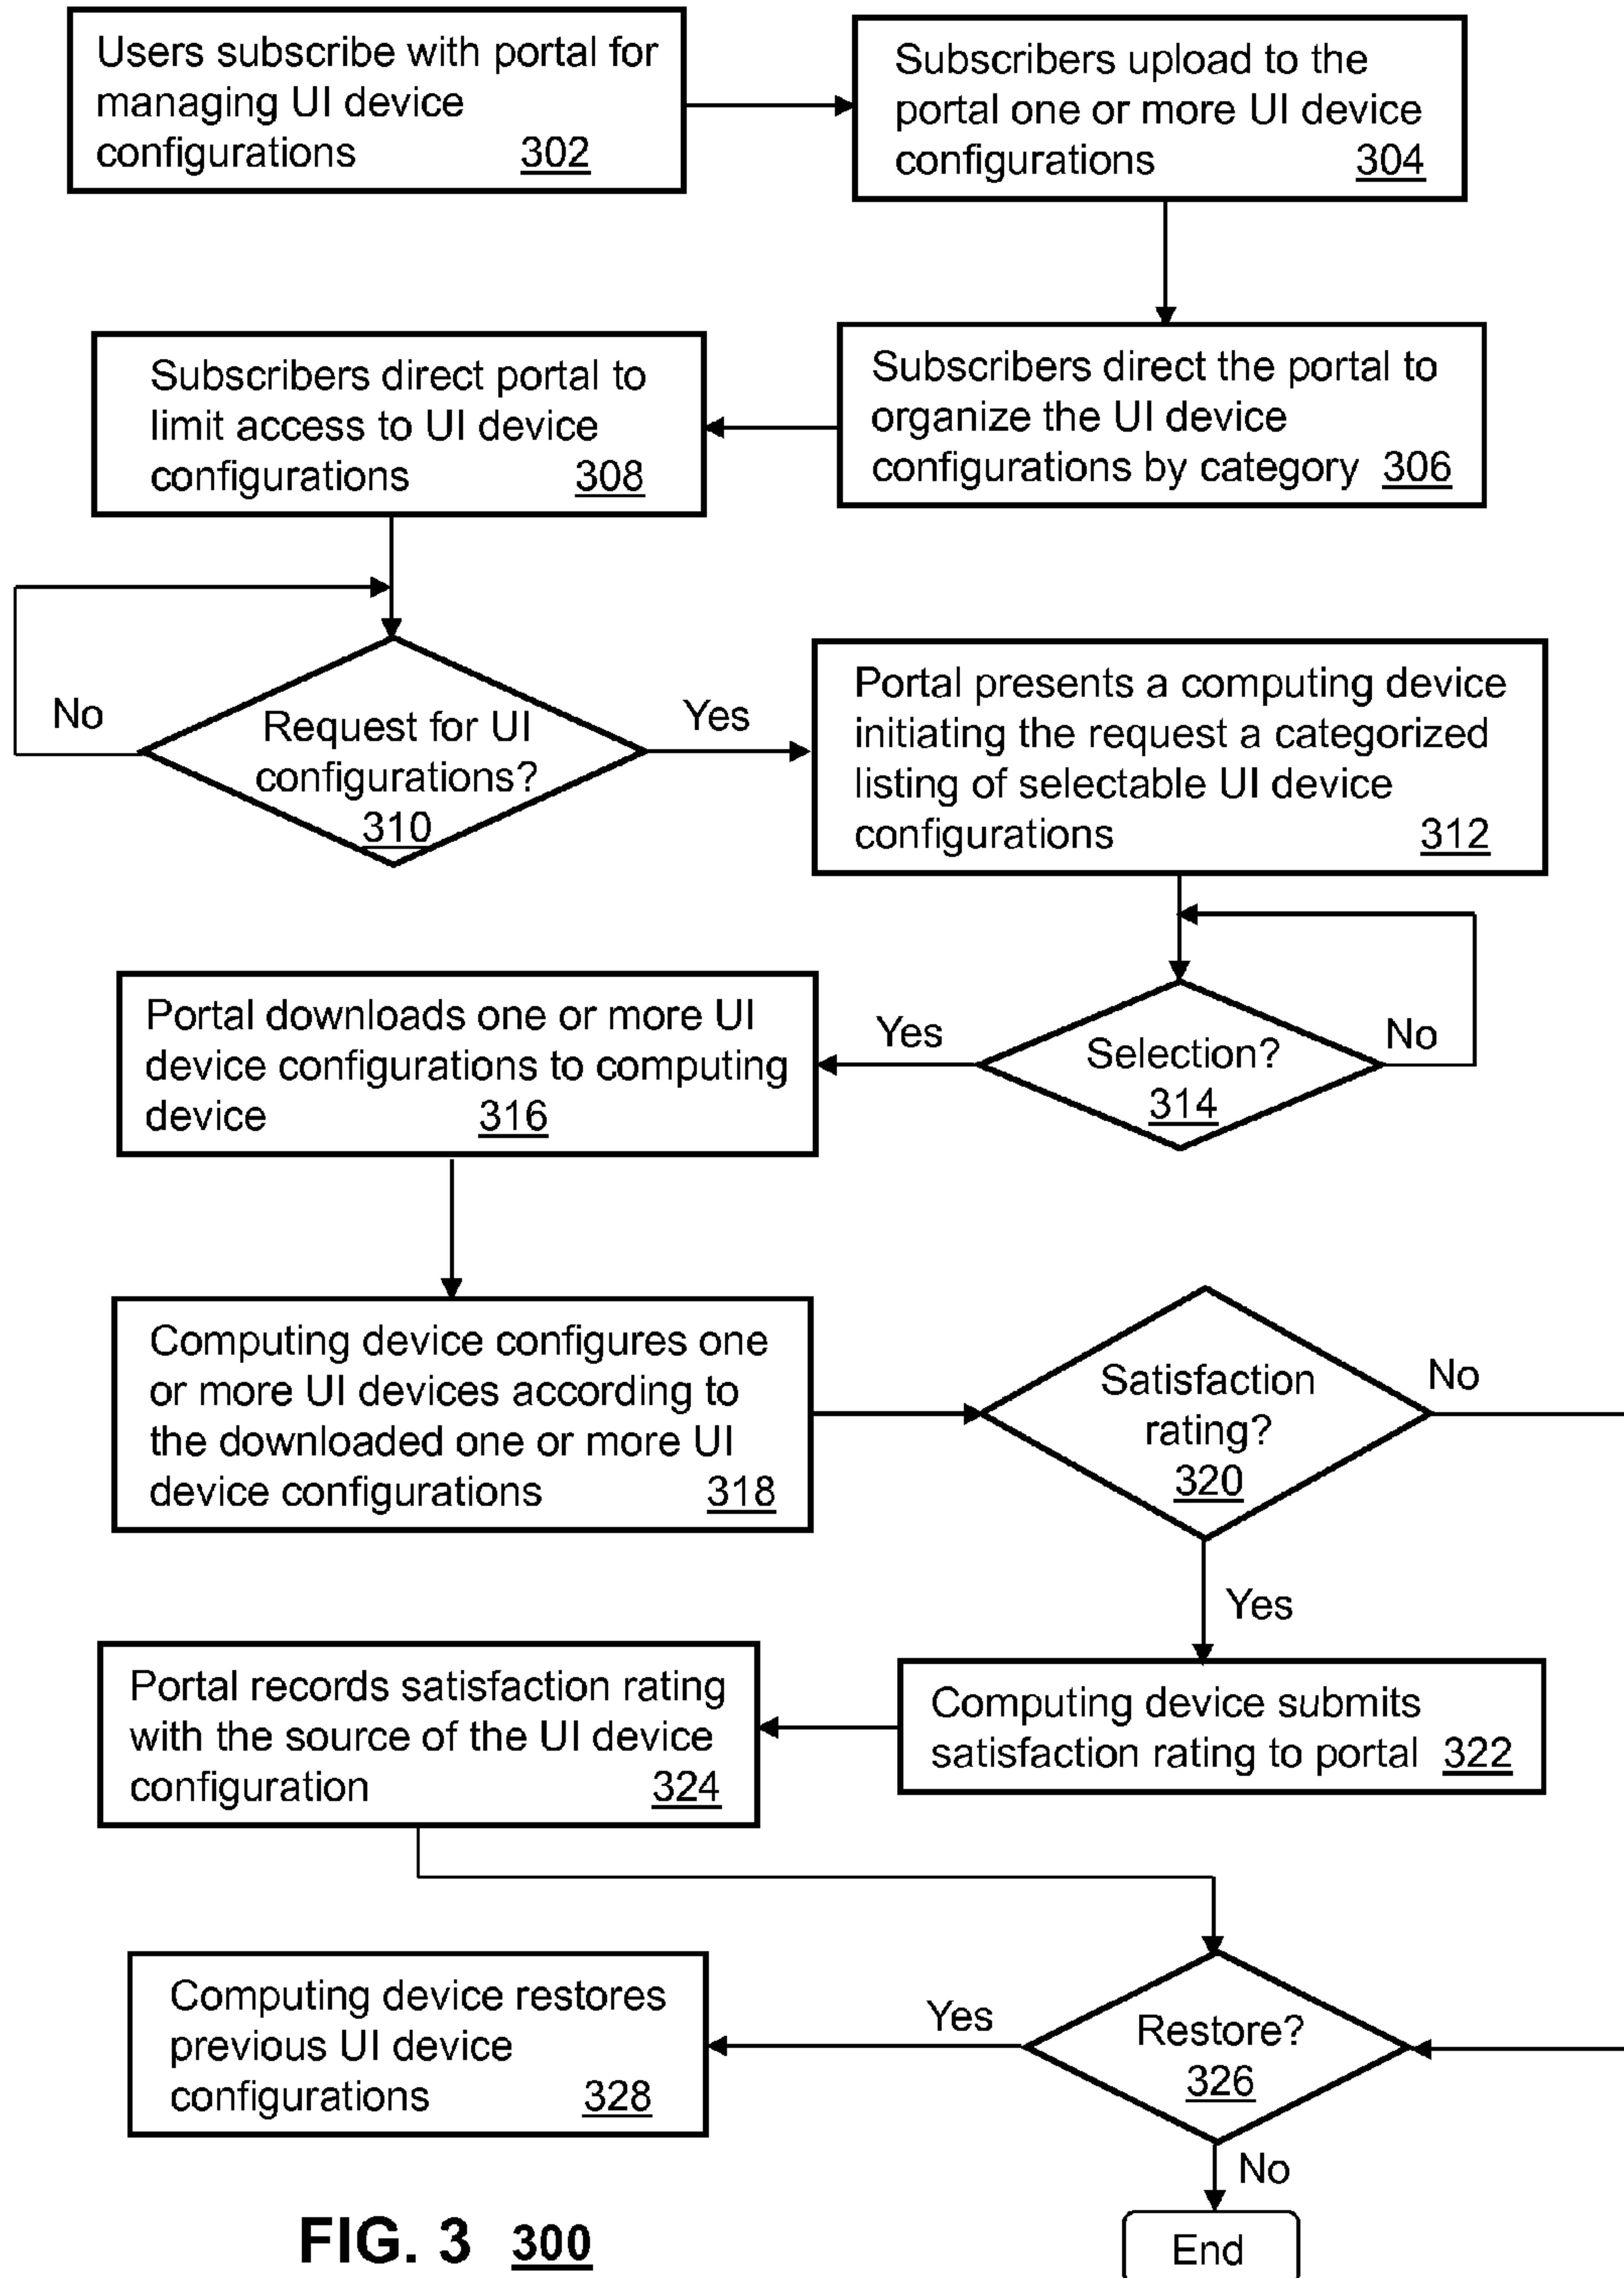 Users subscribe with portal for
managing UI device
configurations 302
Subscribers upload to the
portal one or more UI device
configurations 304
Subscribers direct the portal to
organize the UI device
configurations by category 306
Subscribers direct portal to
limit access to UI device
configurations 308
Request for UI
configurations?
310
No
Yes
Portal presents a computing device
initiating the request a categorized
listing of selectable UI device
configurations 312
Selection?
314
No
Yes
Portal downloads one or more UI
device configurations to computing
device 316
Computing device configures one
or more UI devices according to
the downloaded one or more UI
device configurations 318
Satisfaction
rating?
320
No
Yes
Computing device submits
satisfaction rating to portal 322
Portal records satisfaction rating
with the source of the UI device
configuration 324
Restore?
326
Yes
Computing device restores
previous UI device
configurations 328
No
End
FIG. 3 300